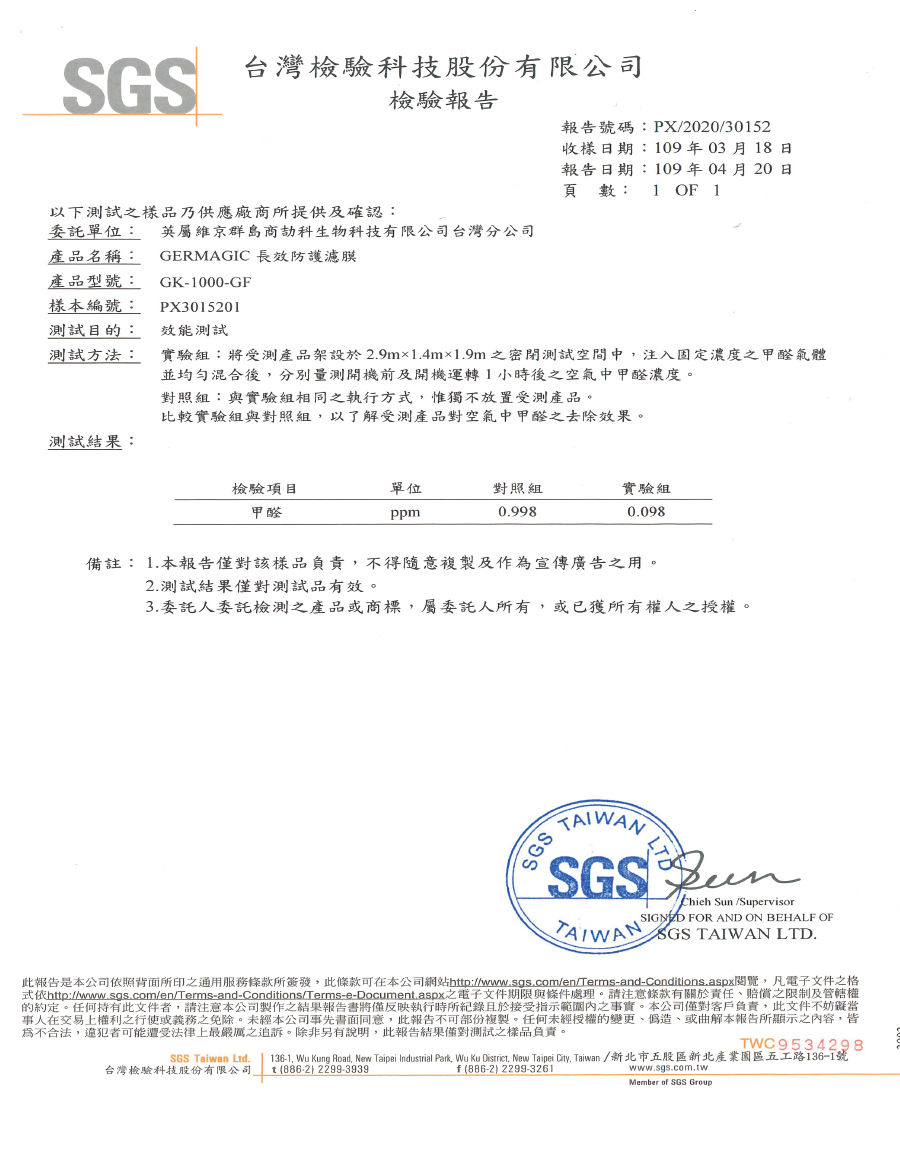 SGS
台灣檢驗科技股份有限公司
檢驗報告
報告號碼：PX/2020/30152
收樣日期：109 年 03 月 18 日
報告日期：109 年 04 月 20 日
頁 數： 1 OF 1
以下測試之樣品乃供應廠商所提供及確認：
委託單位： 英屬維京群島商劼科生物科技有限公司台灣分公司
產品名稱： GERMAGIC 長效防護濾膜
產品型號： GK-1000-GF
樣本編號： PX3015201
測試目的： 效能測試
測試方法： 實驗組：將受測產品架設於 2.9m×1.4m×1.9m 之密閉測試空間中，注入固定濃度之甲醛氣體
並均勻混合後，分別量測開機前及開機運轉 1 小時後之空氣中甲醛濃度。
對照組：與實驗組相同之執行方式，惟獨不放置受測產品。
比較實驗組與對照組，以了解受測產品對空氣中甲醛之去除效果。
測試結果：
檢驗項目 單位 對照組 實驗組
甲醛 ppm 0.998 0.098
備註：1.本報告僅對該樣品負責，不得隨意複製及作為宣傳廣告之用。
2.測試結果僅對測試品有效。
3.委託人委託檢測之產品或商標，屬委託人所有，或已獲所有權人之授權。
SGS TAIWAN LTD
SGS
TAIWAN
Sun
Chieh Sun /Supervisor
SIGNED FOR AND ON BEHALF OF
SGS TAIWAN LTD.
此報告是本公司依照背面所印之通用服務條款所簽發，此條款可在本公司網站http://www.sgs.com/en/Terms-and-Conditions.aspx閱覽，凡電子文件之格
式依http://www.sgs.com/en/Terms-and-Conditions/Terms-e-Document.aspx之電子文件期限與條件處理。請注意條款有關於責任、賠償之限制及管轄權
的約定。任何持有此文件者，請注意本公司製作之結果報告書將僅反映執行時所紀錄且於接受指示範圍內之事實。本公司僅對客戶負責，此文件不妨礙當
事人在交易上權利之行使或義務之免除。未經本公司事先書面同意，此報告不可部份複製。任何未經授權的變更、偽造、或曲解本報告所顯示之內容，皆
為不合法，違犯者可能遭受法律上最嚴厲之追訴。除非另有說明，此報告結果僅對測試之樣品負責。
TWC9534298
SGS Taiwan Ltd. 136-1, Wu Kung Road, New Taipei Industrial Park, Wu Ku District, New Taipei City, Taiwan /新北市五股區新北產業園區五工路136-1號
台灣檢驗科技股份有限公司 t (886-2) 2299-3939 f (886-2) 2299-3261 www.sgs.com.tw
Member of SGS Group